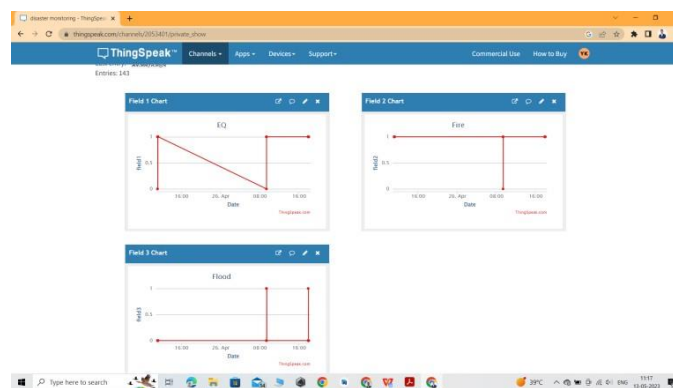 disaster monitoring - ThingSpeak
thingspeak.com/channels/2053401/private_show
ThingSpeak™
Channels
Apps
Devices
Support
Commercial Use
How to Buy
Entries: 143
Field 1 Chart
EQ
field1
1
0.5
0
16:00
26. Apr
08:00
16:00
Date
ThingSpeak.com
Field 2 Chart
Fire
field2
1
0.5
0
16:00
26. Apr
08:00
16:00
Date
ThingSpeak.com
Field 3 Chart
Flood
field3
1
0.5
0
16:00
26. Apr
08:00
16:00
Date
ThingSpeak.com
Type here to search
39°C
ENG
11:17
13-05-2023